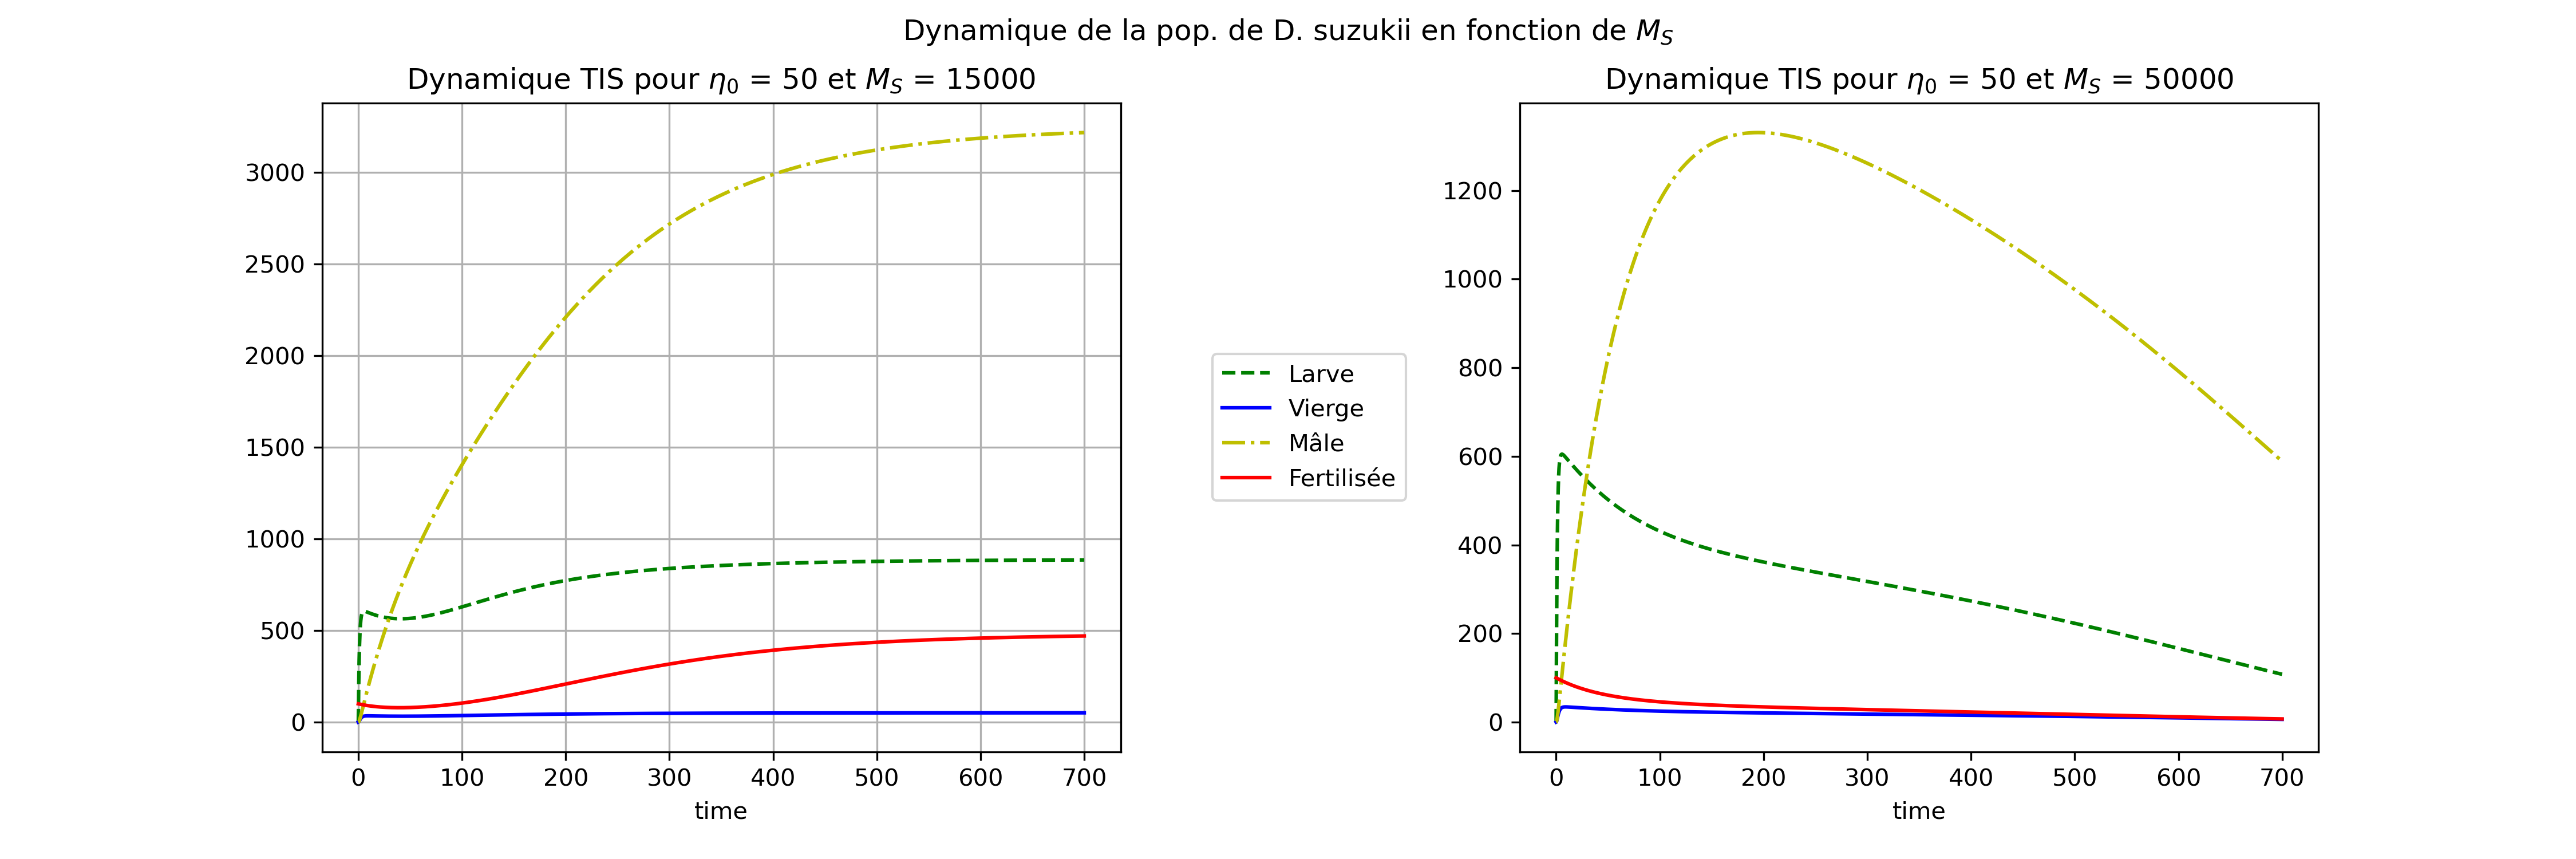 Dynamique de la pop. de D. suzukii en fonction de $M_S$
Dynamique TIS pour $\eta_0$ = 50 et $M_S$ = 15000
3000
2500
2000
1500
1000
500
0
0 100 200 300 400 500 600 700
time
Larve
Vierge
Mâle
Fertilisée
Dynamique TIS pour $\eta_0$ = 50 et $M_S$ = 50000
1200
1000
800
600
400
200
0
0 100 200 300 400 500 600 700
time